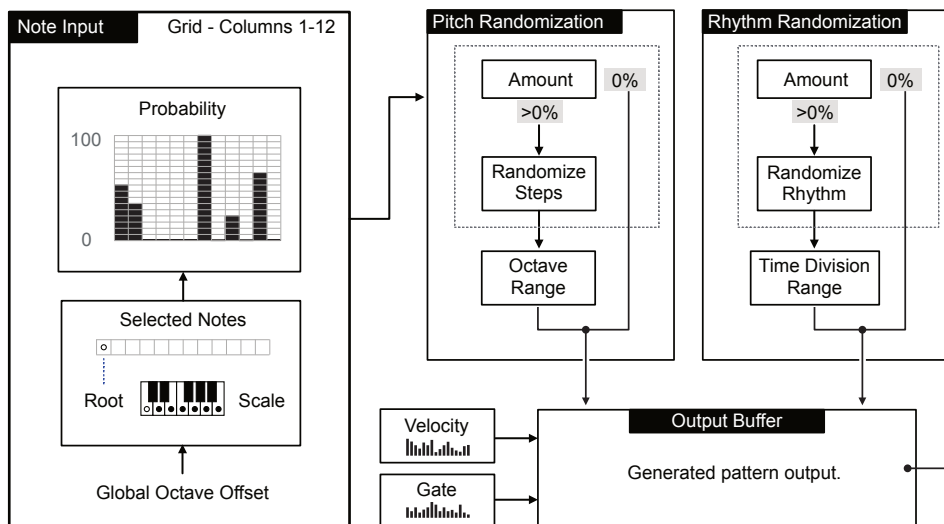 Note Input
Grid - Columns 1-12
Probability
100
0
Selected Notes
Root
Scale
Global Octave Offset
Pitch Randomization
Amount
0%
>0%
Randomize
Steps
Octave
Range
Rhythm Randomization
Amount
0%
>0%
Randomize
Rhythm
Time Division
Range
Velocity
Gate
Output Buffer
Generated pattern output.